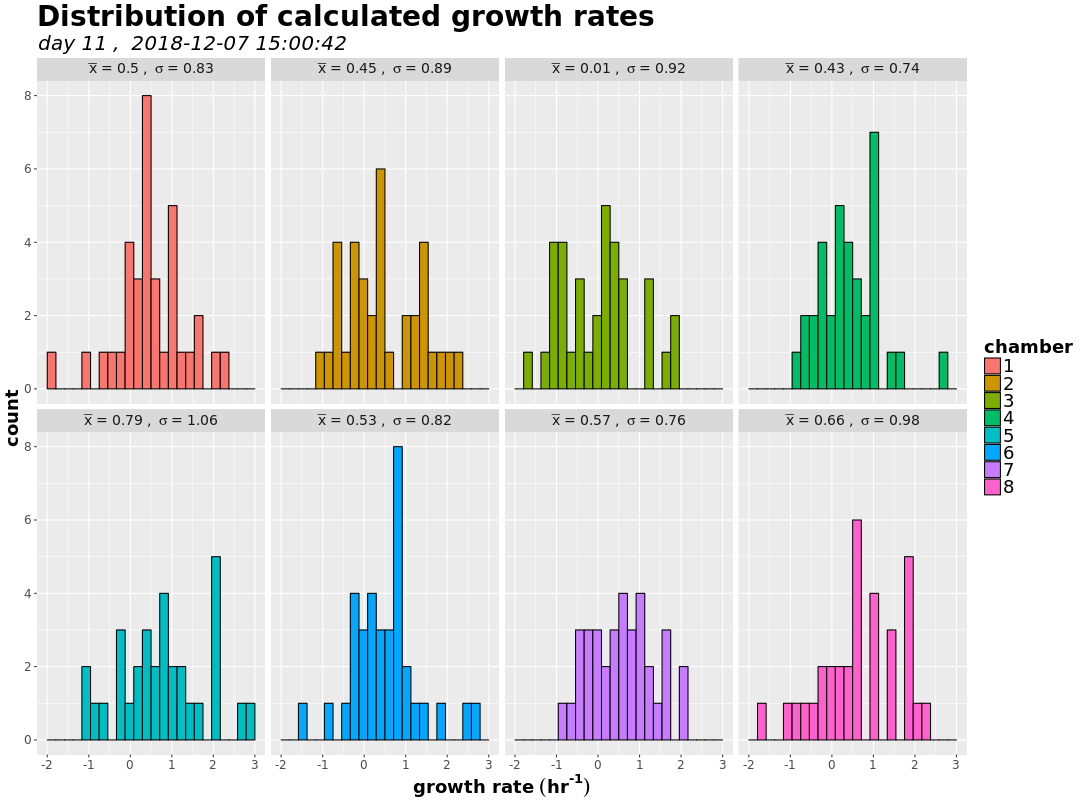 Distribution of calculated growth rates
day 11 ,  2018-12-07 15:00:42
x̅ = 0.5 ,  σ = 0.83
x̅ = 0.45 ,  σ = 0.89
x̅ = 0.01 ,  σ = 0.92
x̅ = 0.43 ,  σ = 0.74
8
6
4
2
0
x̅ = 0.79 ,  σ = 1.06
x̅ = 0.53 ,  σ = 0.82
x̅ = 0.57 ,  σ = 0.76
x̅ = 0.66 ,  σ = 0.98
8
6
4
2
0
-2 -1 0 1 2 3
-2 -1 0 1 2 3
-2 -1 0 1 2 3
-2 -1 0 1 2 3
count
growth rate (hr⁻¹)
chamber
1
2
3
4
5
6
7
8